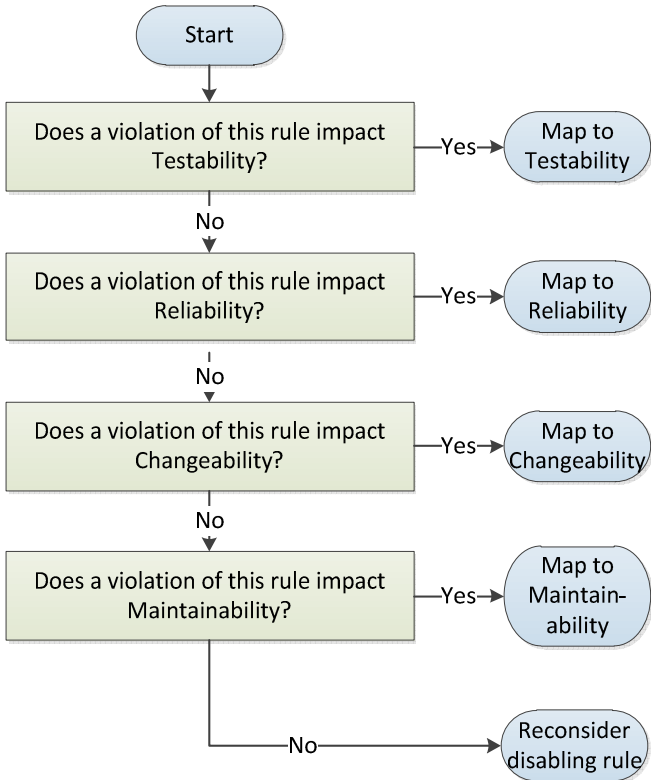 Start
Does a violation of this rule impact
Testability?
Yes
Map to
Testability
No
Does a violation of this rule impact
Reliability?
Yes
Map to
Reliability
No
Does a violation of this rule impact
Changeability?
Yes
Map to
Changeability
No
Does a violation of this rule impact
Maintainability?
Yes
Map to
Maintain-
ability
No
Reconsider
disabling rule